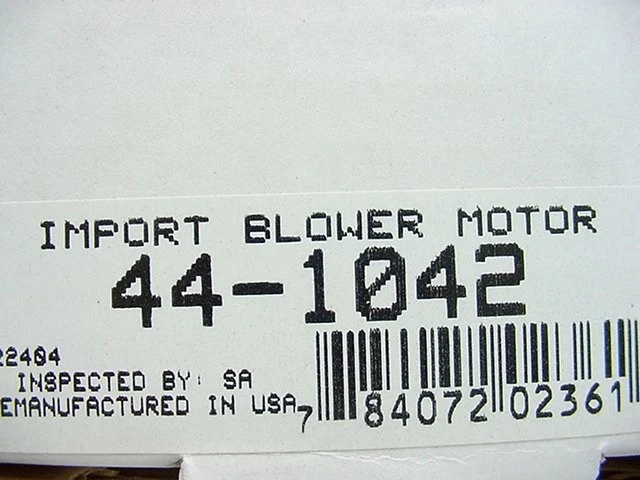 IMPORT BLOWER MOTOR
44-1042
22404
INSPECTED BY: SA
EMANUFACTURED IN USA
7 84072 02361